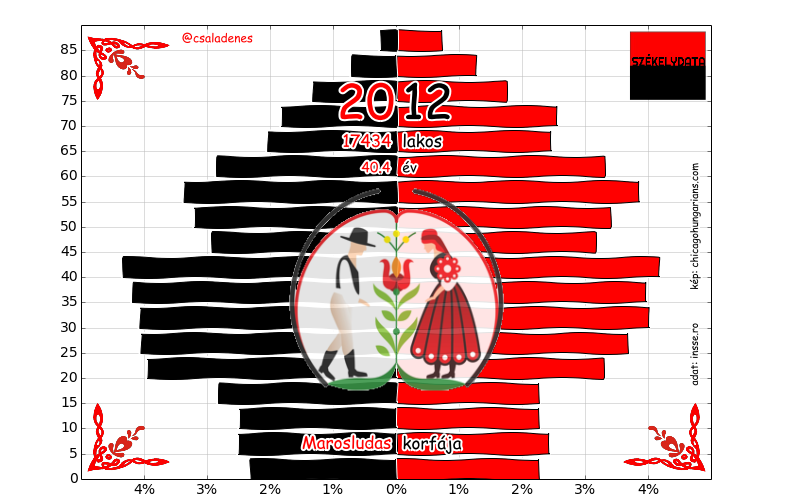 @csaladenes
SZÉKELYDATA
2012
17434 lakos
40.4 év
kép: chicagohungarians.com
adat: insse.ro
Marosludas korfája
85
80
75
70
65
60
55
50
45
40
35
30
25
20
15
10
5
0
4% 3% 2% 1% 0% 1% 2% 3% 4%